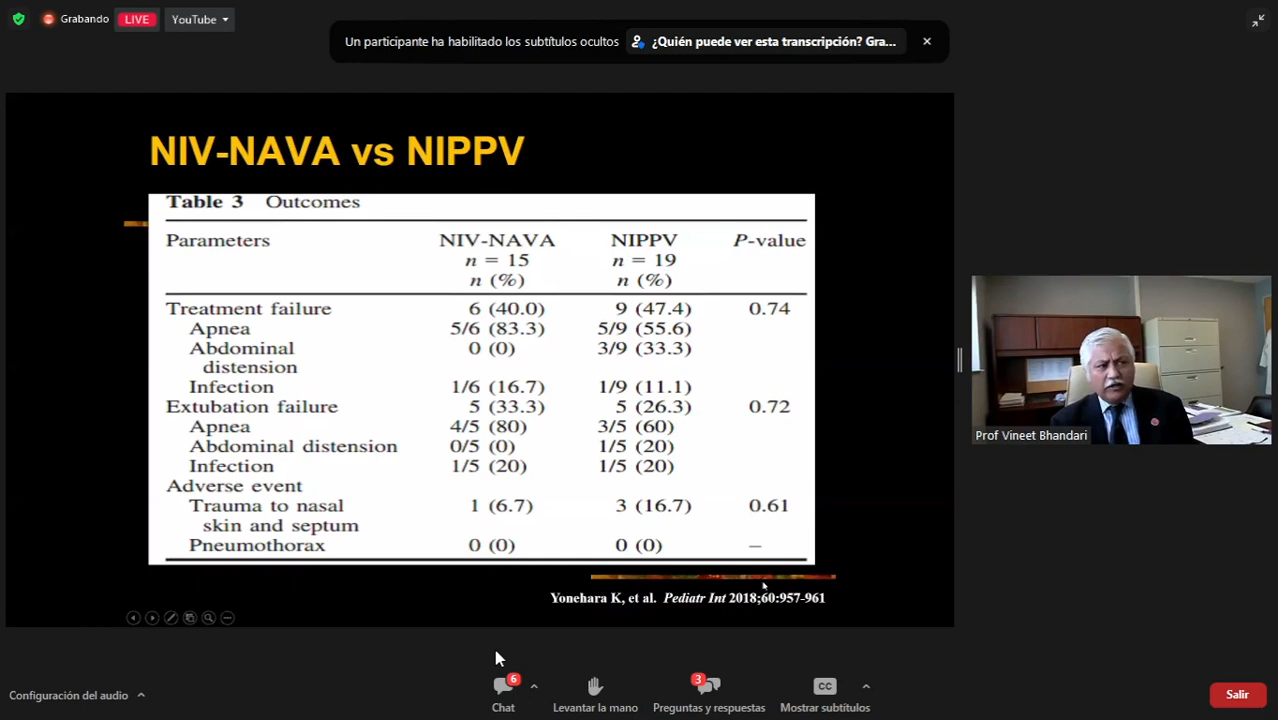 Grabando
LIVE
YouTube
Un participante ha habilitado los subtítulos ocultos
¿Quién puede ver esta transcripción? Gra...
NIV-NAVA vs NIPPV
Table 3 Outcomes
Parameters NIV-NAVA NIPPV P-value
n = 15 n = 19
n (%) n (%)
Treatment failure 6 (40.0) 9 (47.4) 0.74
Apnea 5/6 (83.3) 5/9 (55.6)
Abdominal 0 (0) 3/9 (33.3)
distension
Infection 1/6 (16.7) 1/9 (11.1)
Extubation failure 5 (33.3) 5 (26.3) 0.72
Apnea 4/5 (80) 3/5 (60)
Abdominal distension 0/5 (0) 1/5 (20)
Infection 1/5 (20) 1/5 (20)
Adverse event
Trauma to nasal 1 (6.7) 3 (16.7) 0.61
skin and septum
Pneumothorax 0 (0) 0 (0) –
Yonehara K, et al. Pediatr Int 2018;60:957-961
Prof Vineet Bhandari
Configuración del audio
6
Chat
Levantar la mano
3
Preguntas y respuestas
CC
Mostrar subtítulos
Salir